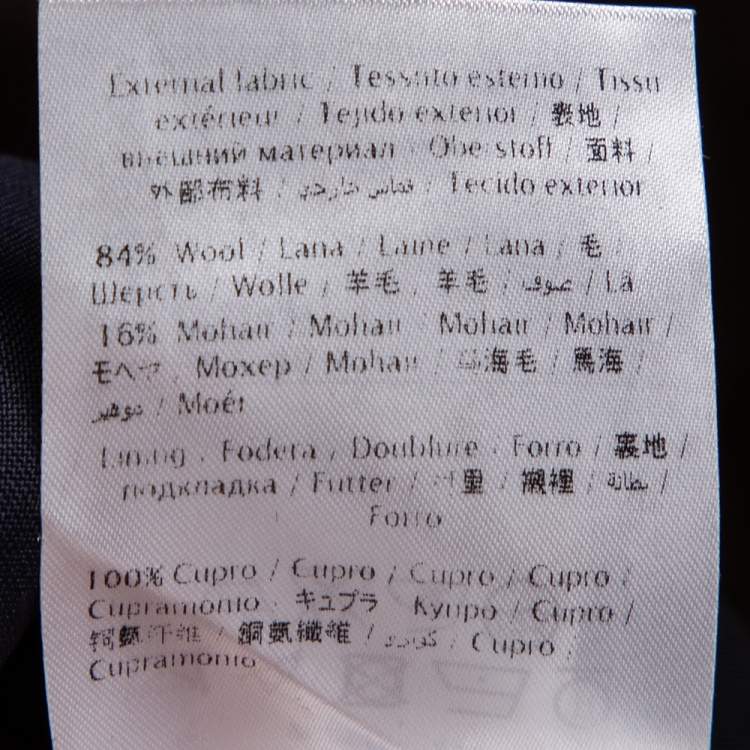 External fabric / Tessuto esterno / Tissu
extérieur / Tejido exterior / 表地 /
внешний материал / Oberstoff / 面料 /
外部布料 / قماس خارجي / Tecido exterior
84% Wool / Lana / Laine / Lana / 毛 /
Шерсть / Wolle / 羊毛 / 羊毛 / صوف / Lã
16% Mohair / Mohair / Mohair / Mohair /
モヘヤ / Мохер / Mohair / 马海毛 / 馬海 /
موهير / Moér
Lining / Fodera / Doublure / Forro / 裏地 /
подкладка / Futter / 衬里 / 襯裡 / بطانة /
Forro
100% Cupro / Cupro / Cupro / Cupro /
Cupramonio / キュプラ / Купро / Cupro /
铜氨纤维 / 銅氨纖維 / كوبرو / Cupro /
Cupramonio